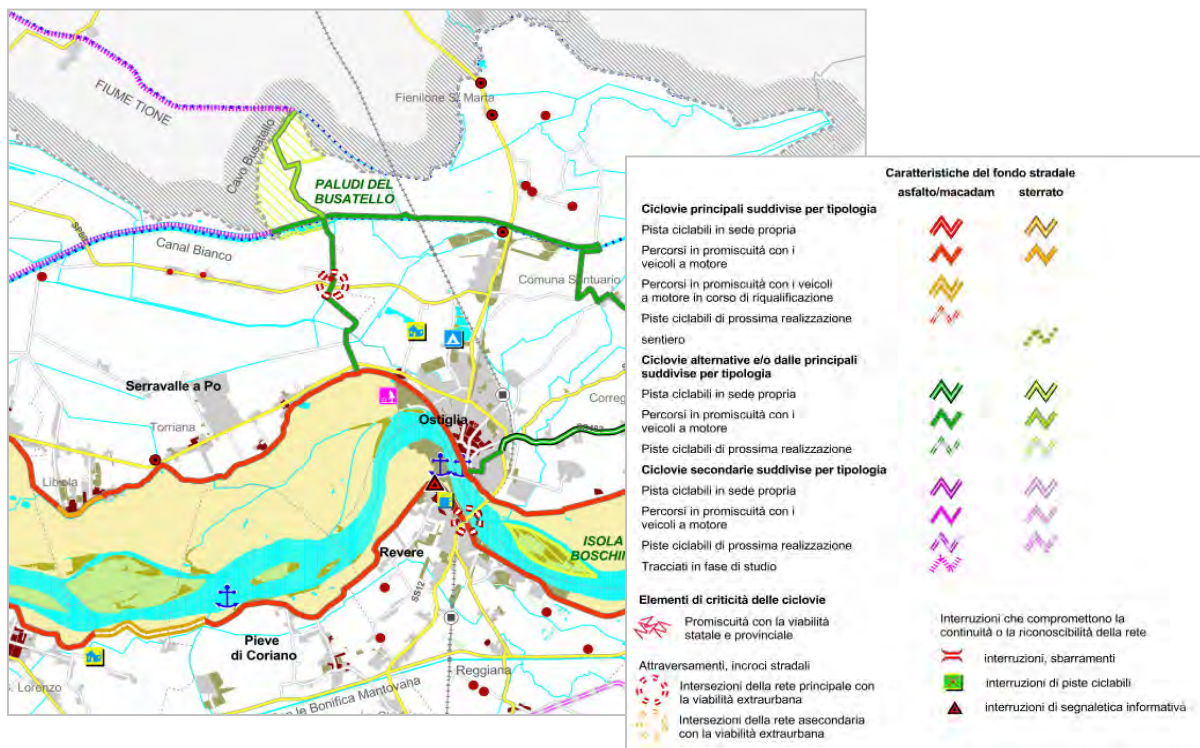 FIUME TIONE
Fienilone S. Marta
Cavo Busatello
PALUDI DEL
BUSATELLO
Canal Bianco
Comuna Santuario
Serravalle a Po
Torriana
Ostiglia
Libiola
Revere
ISOLA
SS12
Pieve
di Coriano
Reggiana
Lorenzo
Bonifica Mantovana
Caratteristiche del fondo stradale
asfalto/macadam sterrato
Ciclovie principali suddivise per tipologia
Pista ciclabili in sede propria
Percorsi in promiscuità con i
veicoli a motore
Percorsi in promiscuità con i veicoli
a motore in corso di riqualificazione
Piste ciclabili di prossima realizzazione
sentiero
Ciclovie alternative e/o dalle principali
suddivise per tipologia
Pista ciclabili in sede propria
Percorsi in promiscuità con i
veicoli a motore
Piste ciclabili di prossima realizzazione
Ciclovie secondarie suddivise per tipologia
Pista ciclabili in sede propria
Percorsi in promiscuità con i
veicoli a motore
Piste ciclabili di prossima realizzazione
Tracciati in fase di studio
Elementi di criticità delle ciclovie
Promiscuità con la viabilità
statale e provinciale
Attraversamenti, incroci stradali
Intersezioni della rete principale con
la viabilità extraurbana
Intersezioni della rete asecondaria
con la viabilità extraurbana
Interruzioni che compromettono la
continuità o la riconoscibilità della rete
interruzioni, sbarramenti
interruzioni di piste ciclabili
interruzioni di segnaletica informativa